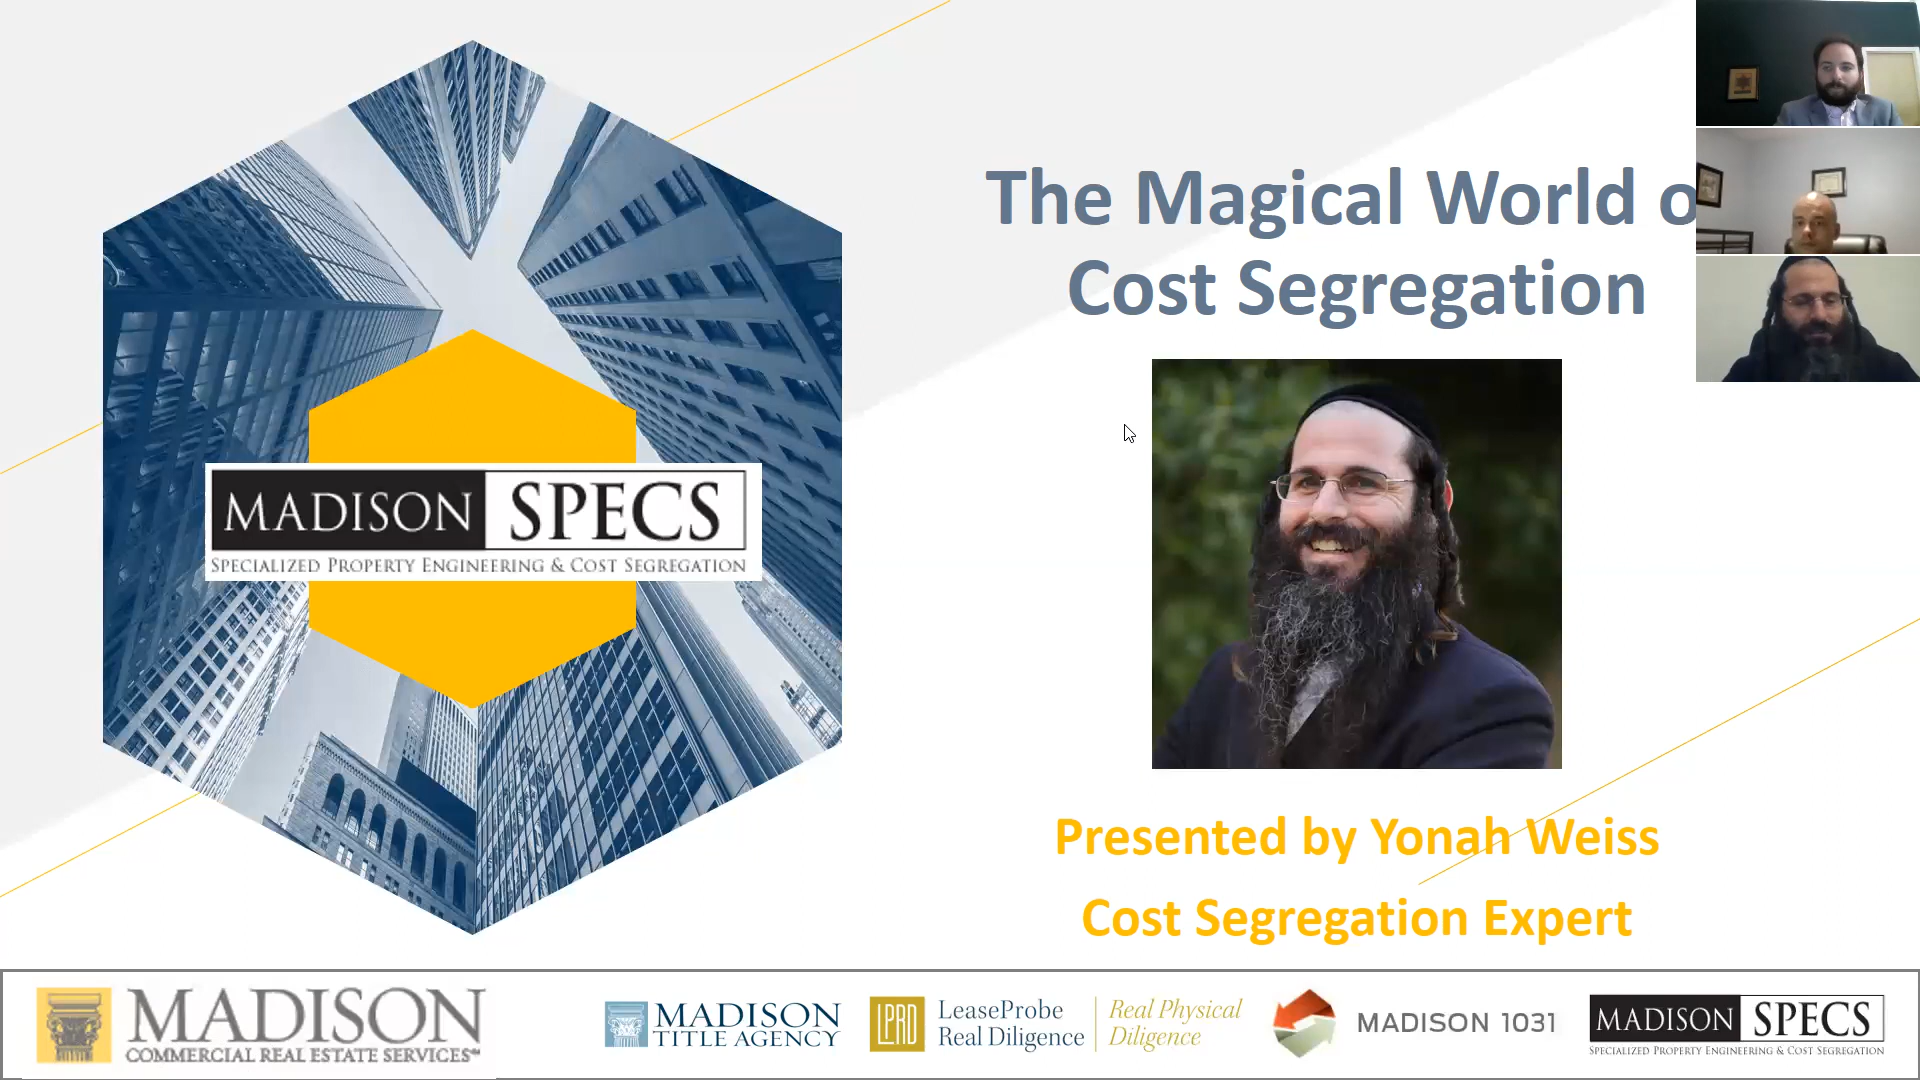 The Magical World o
Cost Segregation
MADISON SPECS
SPECIALIZED PROPERTY ENGINEERING & COST SEGREGATION
Presented by Yonah Weiss
Cost Segregation Expert
MADISON
COMMERCIAL REAL ESTATE SERVICES
MADISON
TITLE AGENCY
LPRD
LeaseProbe
Real Diligence
Real Physical
Diligence
MADISON 1031
MADISON SPECS
SPECIALIZED PROPERTY ENGINEERING & COST SEGREGATION